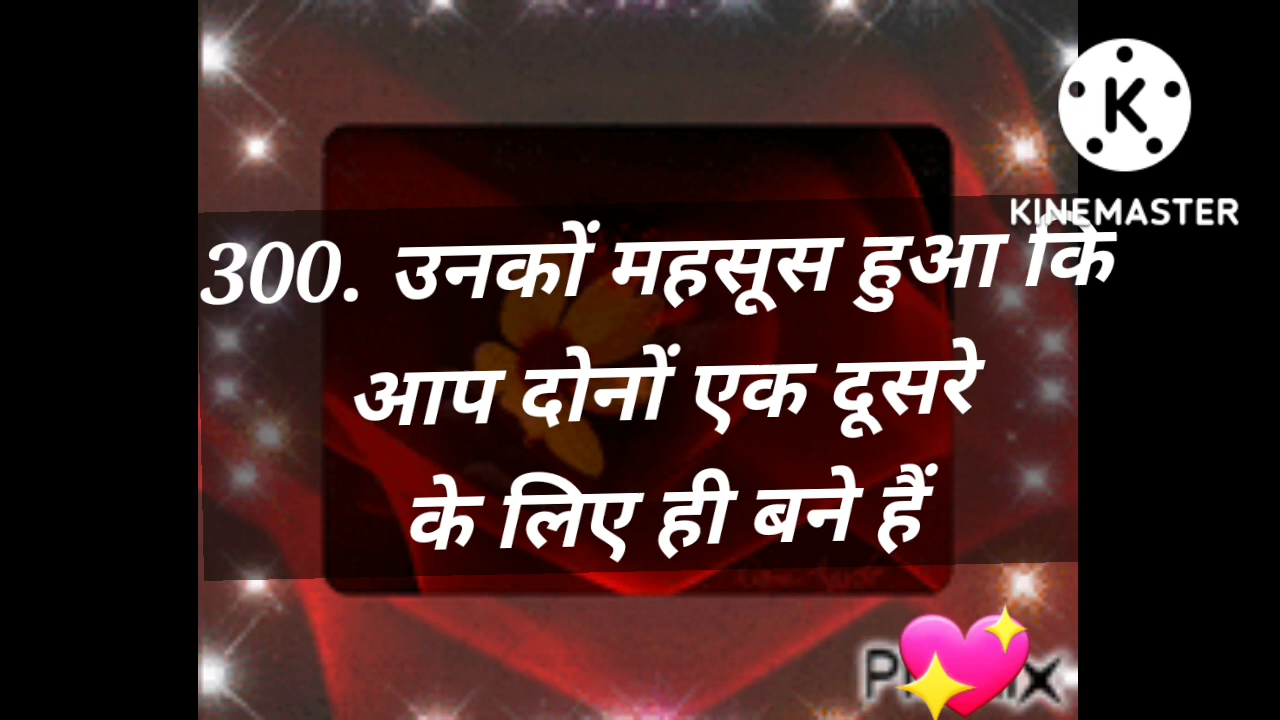 KINEMASTER
300. उनकों महसूस हुआ कि
आप दोनों एक दूसरे
के लिए ही बने हैं